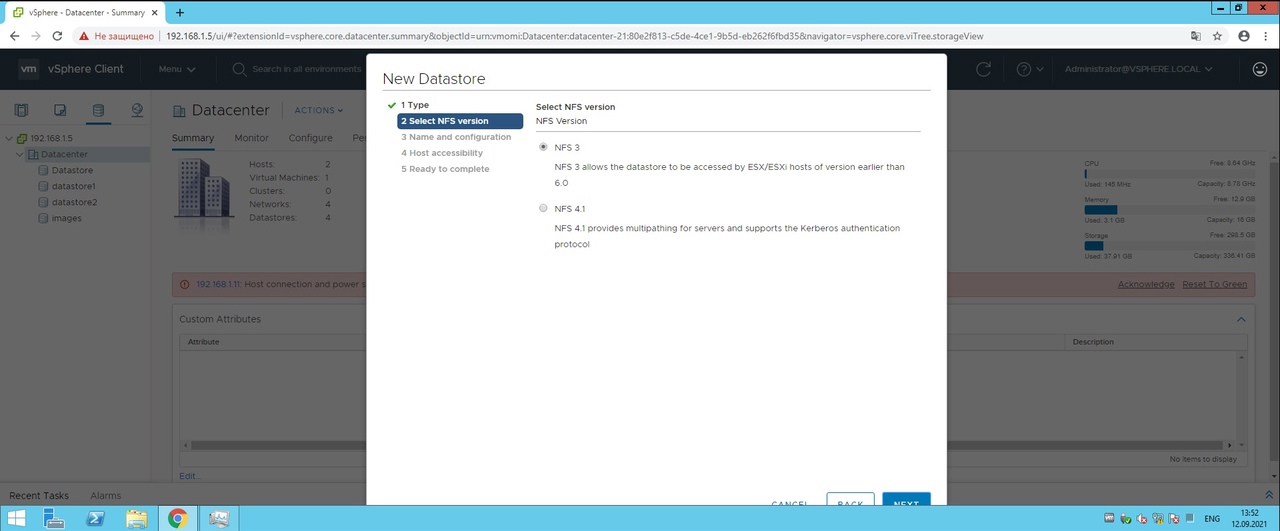 vSphere - Datacenter - Summary
Не защищено 192.168.1.5/ui/#?extensionId=vsphere.core.datacenter.summary&objectId=urn:vmomi:Datacenter:datacenter-21:80e2f813-c5de-4ce1-9b5d-eb262f6fbd35&navigator=vsphere.core.viTree.storageView
vm vSphere Client Menu Search in all environments Administrator@VSPHERE.LOCAL
192.168.1.5
Datacenter
Datastore
datastore1
datastore2
images
Datacenter ACTIONS
Summary Monitor Configure
Hosts: 2
Virtual Machines: 1
Clusters: 0
Networks: 4
Datastores: 4
New Datastore
1 Type
2 Select NFS version
3 Name and configuration
4 Host accessibility
5 Ready to complete
Select NFS version
NFS Version
NFS 3
NFS 3 allows the datastore to be accessed by ESX/ESXi hosts of version earlier than
6.0
NFS 4.1
NFS 4.1 provides multipathing for servers and supports the Kerberos authentication
protocol
CANCEL BACK NEXT
CPU Free: 8.64 GHz
Used: 145 MHz Capacity: 8.78 GHz
Memory Free: 12.9 GB
Used: 3.1 GB Capacity: 16 GB
Storage Free: 298.5 GB
Used: 37.91 GB Capacity: 336.41 GB
192.168.1.11: Host connection and power s
Acknowledge Reset To Green
Custom Attributes
Attribute
Description
No items to display
Edit...
Recent Tasks Alarms
ENG 13:52
12.09.2021